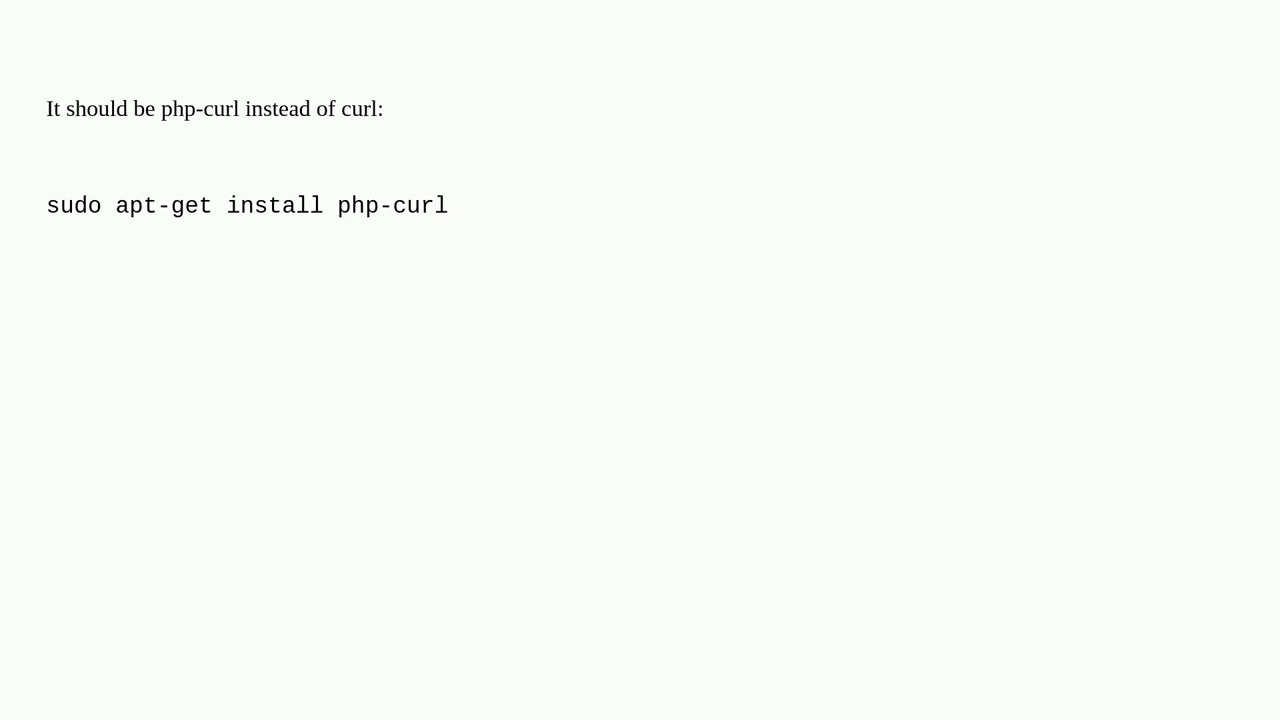 It should be php-curl instead of curl:
sudo apt-get install php-curl